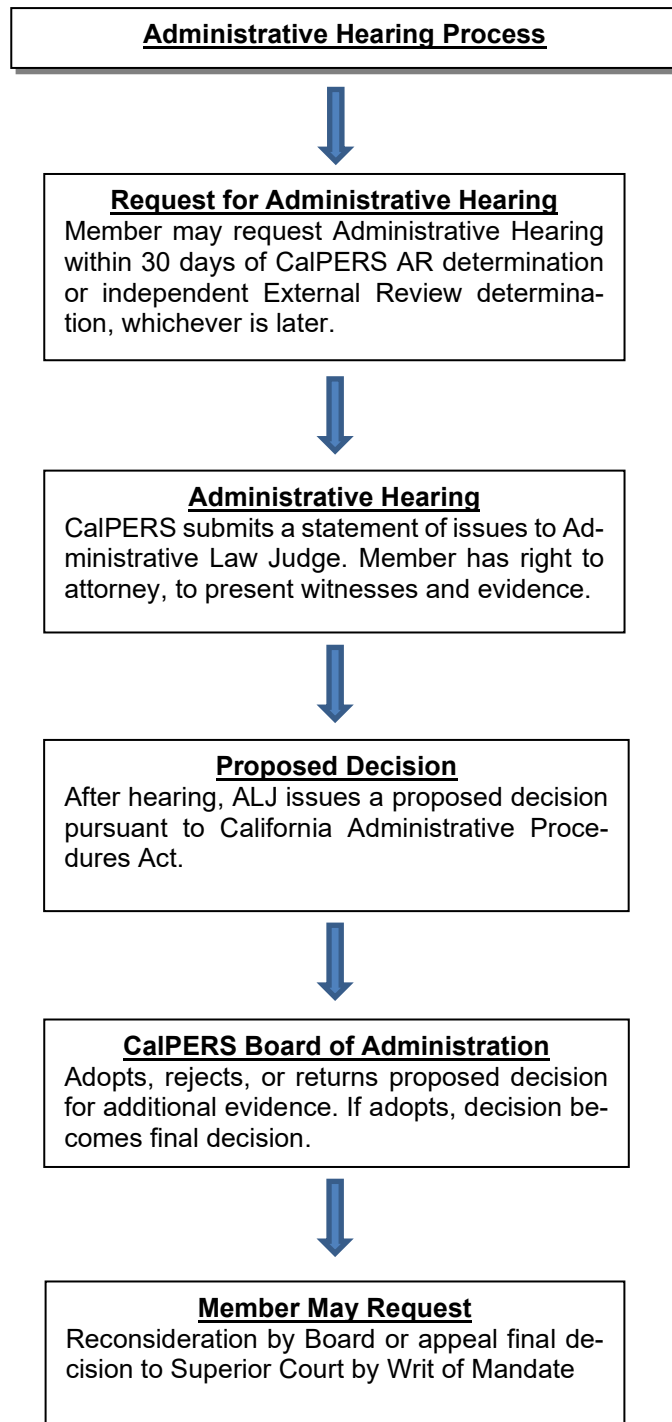 Administrative Hearing Process
Request for Administrative Hearing
Member may request Administrative Hearing
within 30 days of CalPERS AR determination
or independent External Review determina-
tion, whichever is later.
Administrative Hearing
CalPERS submits a statement of issues to Ad-
ministrative Law Judge. Member has right to
attorney, to present witnesses and evidence.
Proposed Decision
After hearing, ALJ issues a proposed decision
pursuant to California Administrative Proce-
dures Act.
CalPERS Board of Administration
Adopts, rejects, or returns proposed decision
for additional evidence. If adopts, decision be-
comes final decision.
Member May Request
Reconsideration by Board or appeal final de-
cision to Superior Court by Writ of Mandate